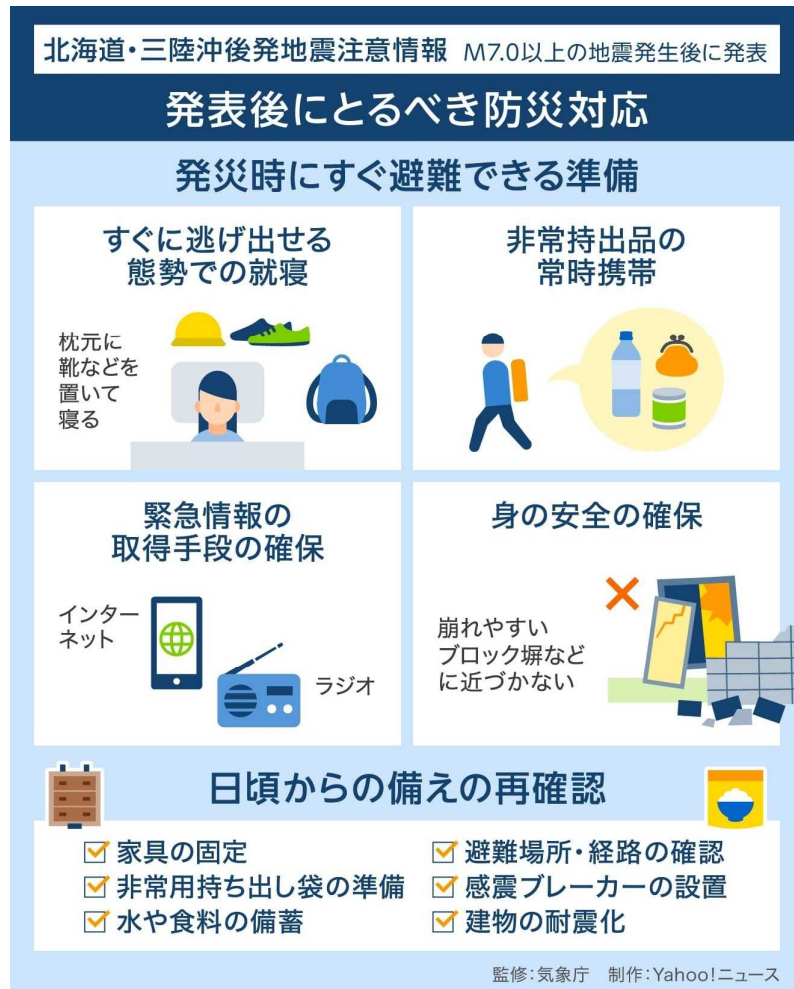 北海道・三陸沖後発地震注意情報 M7.0以上の地震発生後に発表
発表後にとるべき防災対応
発災時にすぐ避難できる準備
すぐに逃げ出せる
態勢での就寝
枕元に
靴などを
置いて
寝る
非常持出品の
常時携帯
緊急情報の
取得手段の確保
インター
ネット
ラジオ
身の安全の確保
崩れやすい
ブロック塀など
に近づかない
日頃からの備えの再確認
家具の固定
非常用持ち出し袋の準備
水や食料の備蓄
避難場所・経路の確認
感震ブレーカーの設置
建物の耐震化
監修:気象庁 制作:Yahoo!ニュース